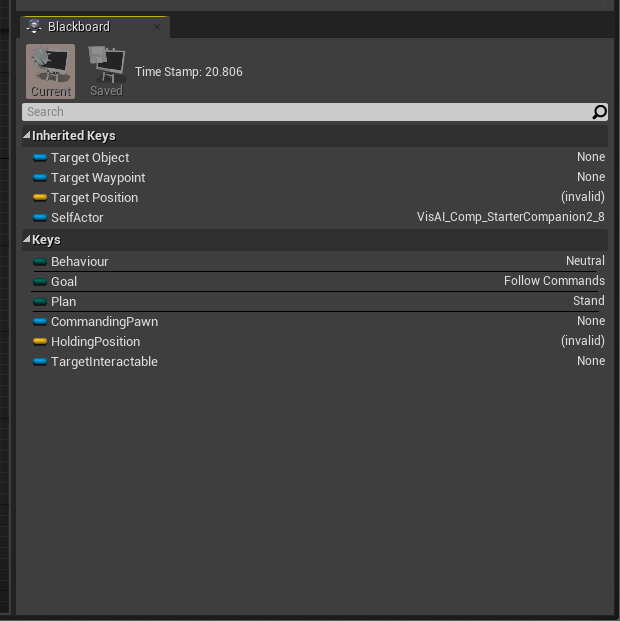 Blackboard
Current Saved Time Stamp: 20.806
Search
Inherited Keys
Target Object None
Target Waypoint None
Target Position (invalid)
SelfActor VisAI_Comp_StarterCompanion2_8
Keys
Behaviour Neutral
Goal Follow Commands
Plan Stand
CommandingPawn None
HoldingPosition (invalid)
TargetInteractable None